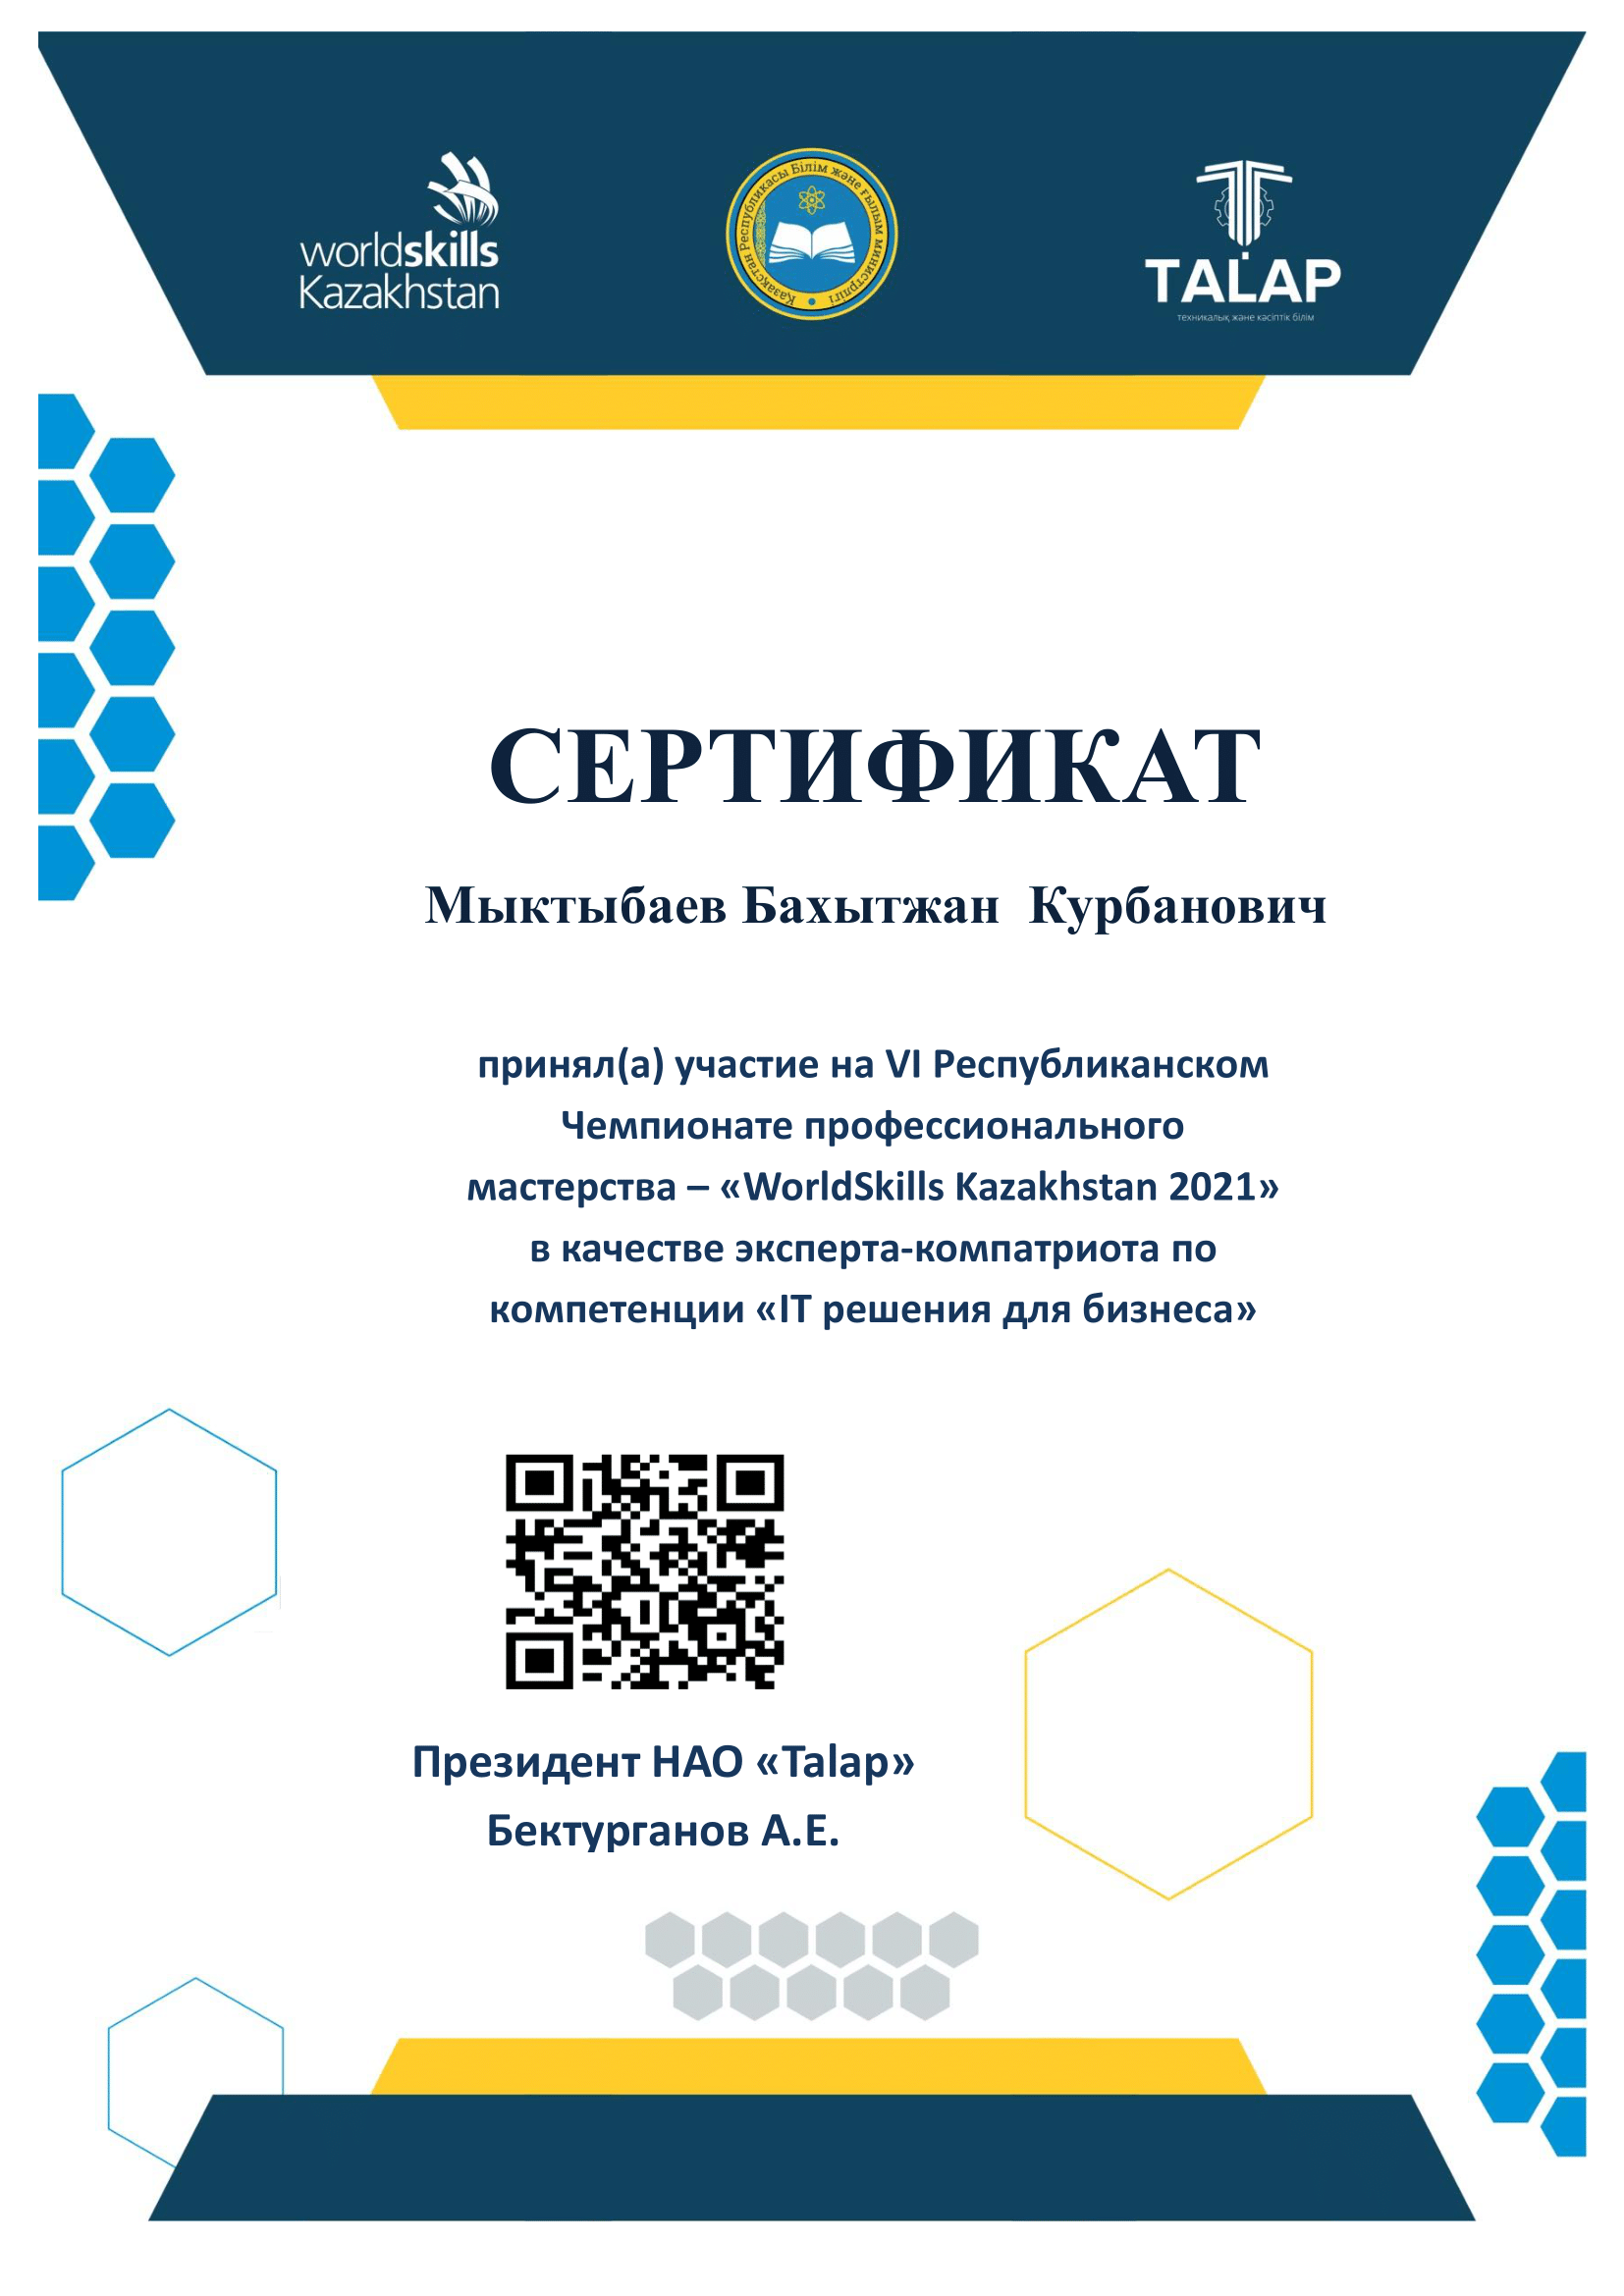 worldskills
Kazakhstan
Қазақстан Республикасы Білім және ғылым министрлігі
TALAP
техникалық және кәсіптік білім
СЕРТИФИКАТ
Мыктыбаев Бахытжан Курбанович
принял(а) участие на VI Республиканском
Чемпионате профессионального
мастерства – «WorldSkills Kazakhstan 2021»
в качестве эксперта-компатриота по
компетенции «IT решения для бизнеса»
Президент НАО «Talap»
Бектурганов А.Е.